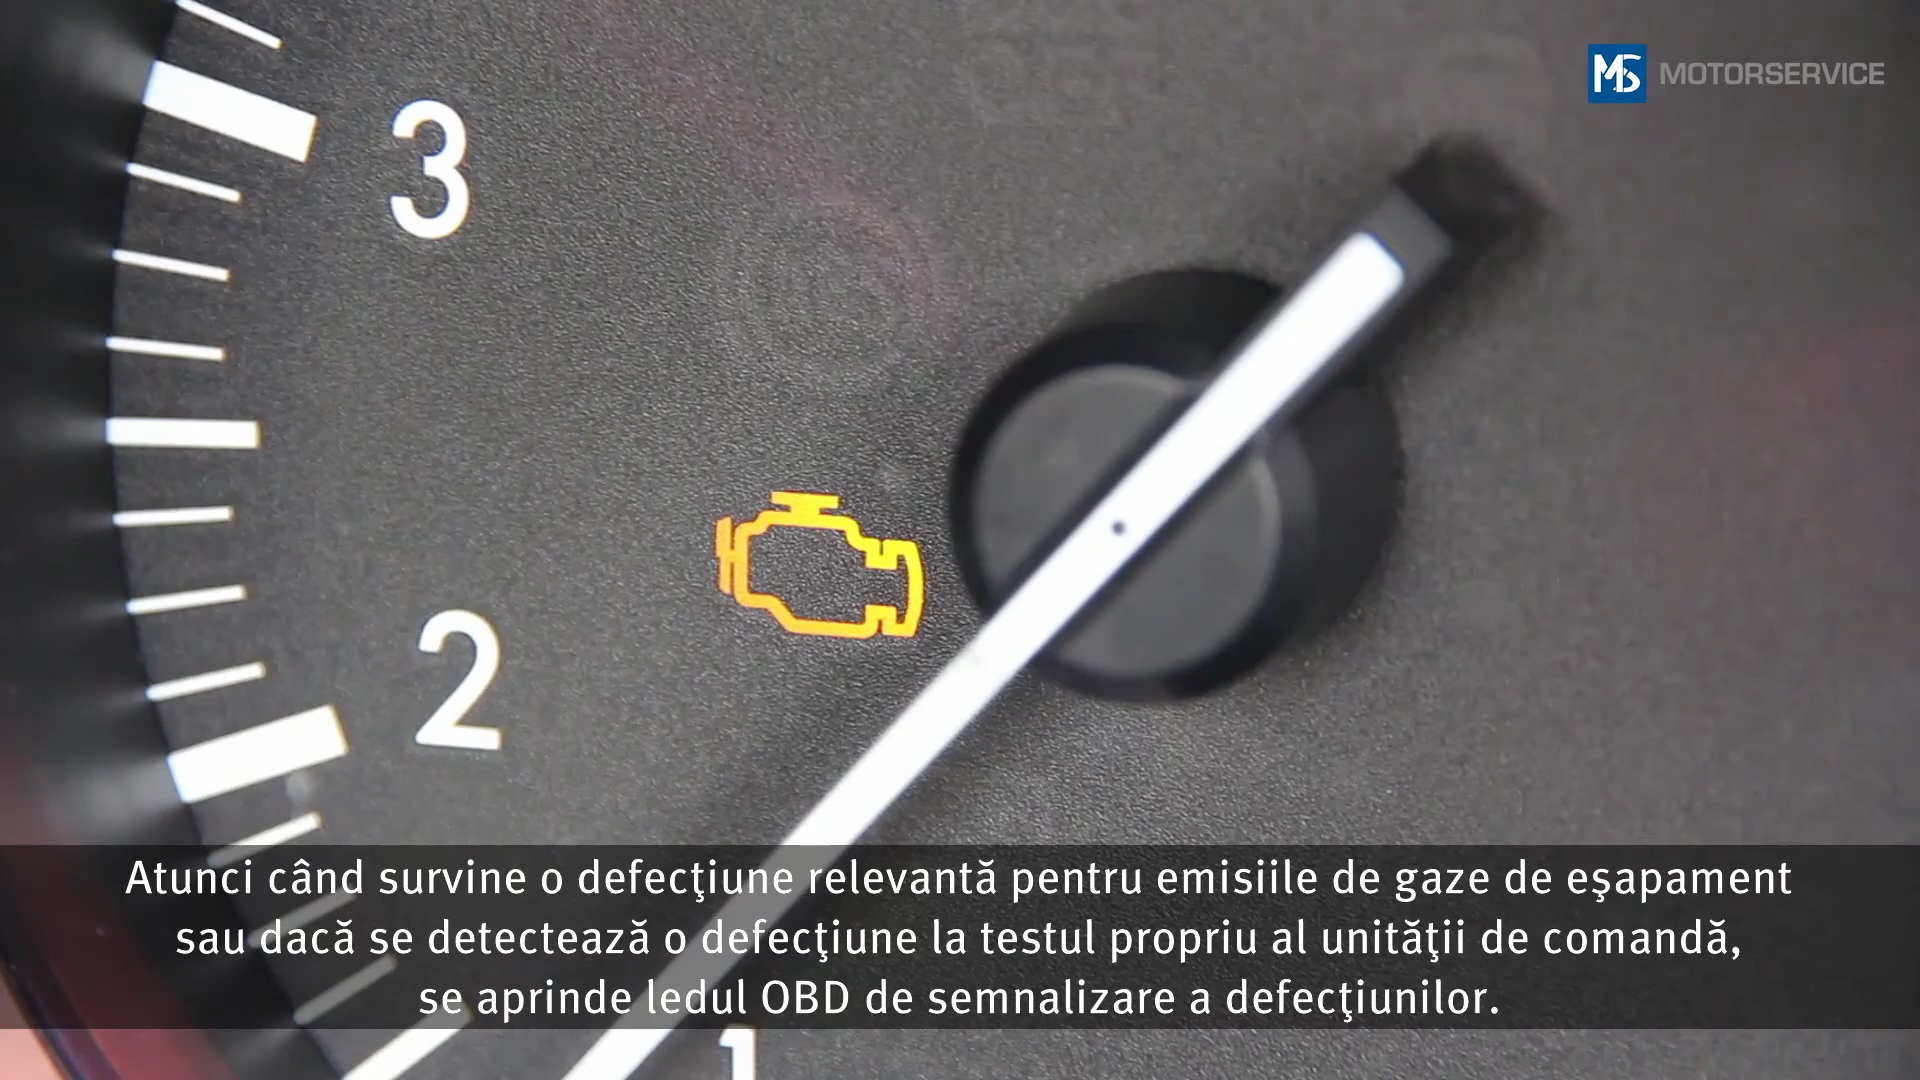 MS MOTORSERVICE
3
2
1
Atunci când survine o defecţiune relevantă pentru emisiile de gaze de eşapament
sau dacă se detectează o defecţiune la testul propriu al unităţii de comandă,
se aprinde ledul OBD de semnalizare a defecţiunilor.